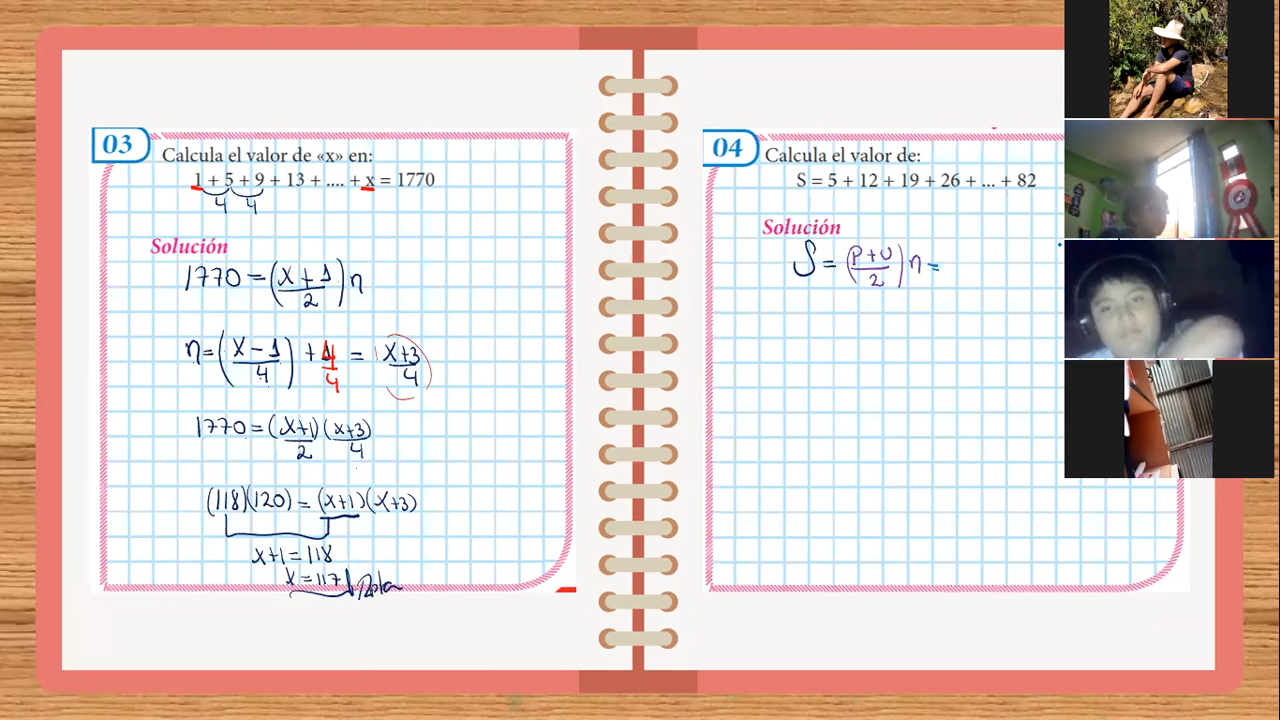 03
Calcula el valor de «x» en:
1 + 5 + 9 + 13 + .... + x = 1770
4 4
Solución
1770 = (x + 1 / 2) n
n = (x - 1 / 4) + 4/4 = x+3 / 4
1770 = (x+1 / 2)(x+3 / 4)
(118)(120) = (x+1)(x+3)
x+1 = 118
x = 117
04
Calcula el valor de:
S = 5 + 12 + 19 + 26 + ... + 82
Solución
S = (P+U / 2) n =